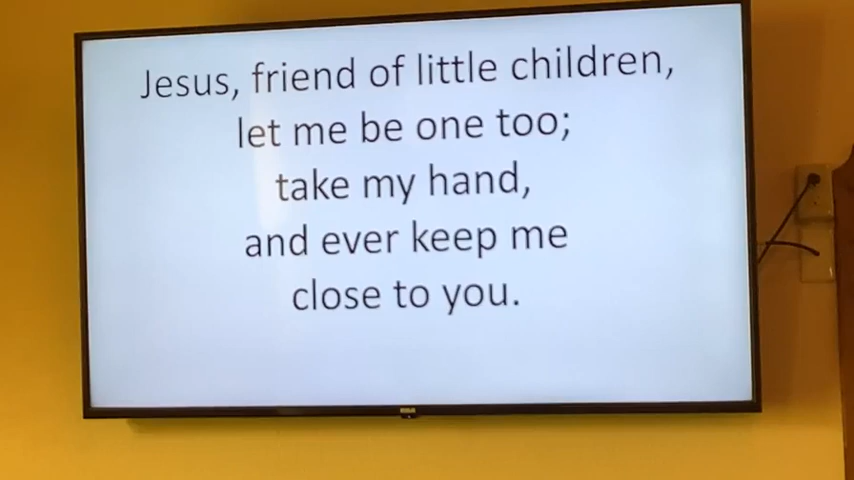 Jesus, friend of little children,
let me be one too;
take my hand,
and ever keep me
close to you.